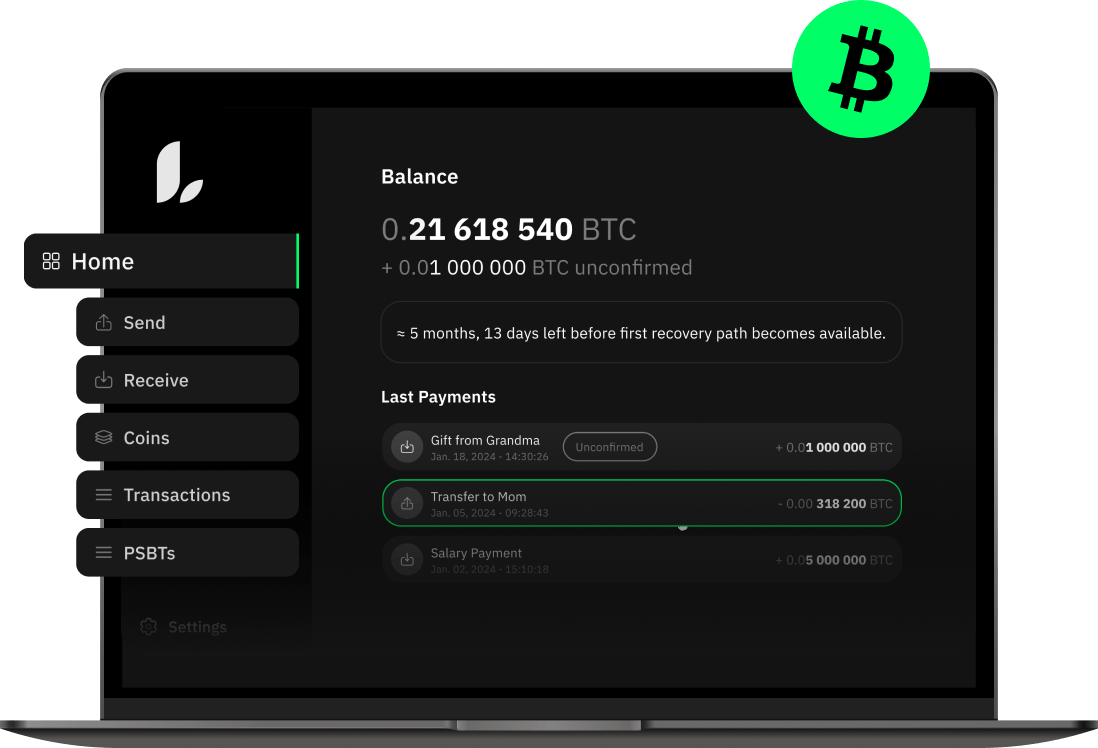 Home
Send
Receive
Coins
Transactions
PSBTs
Settings
Balance
0.21 618 540 BTC
+ 0.01 000 000 BTC unconfirmed
≈ 5 months, 13 days left before first recovery path becomes available.
Last Payments
Gift from Grandma
Jan. 18, 2024 - 14:30:26
Unconfirmed
+ 0.01 000 000 BTC
Transfer to Mom
Jan. 05, 2024 - 09:28:43
- 0.00 318 200 BTC
Salary Payment
Jan. 02, 2024 - 15:10:18
+ 0.05 000 000 BTC